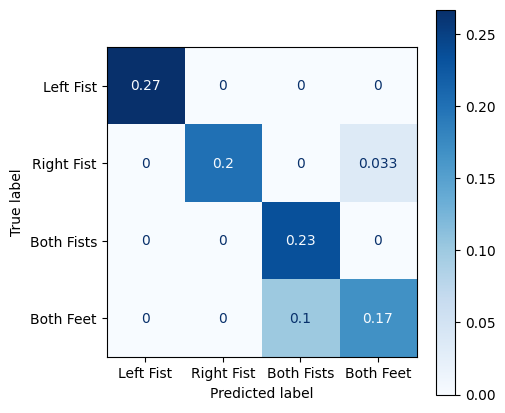 Left Fist 0.27 0 0 0
Right Fist 0 0.2 0 0.033
Both Fists 0 0 0.23 0
Both Feet 0 0 0.1 0.17
Left Fist Right Fist Both Fists Both Feet
Predicted label
True label
0.25
0.20
0.15
0.10
0.05
0.00